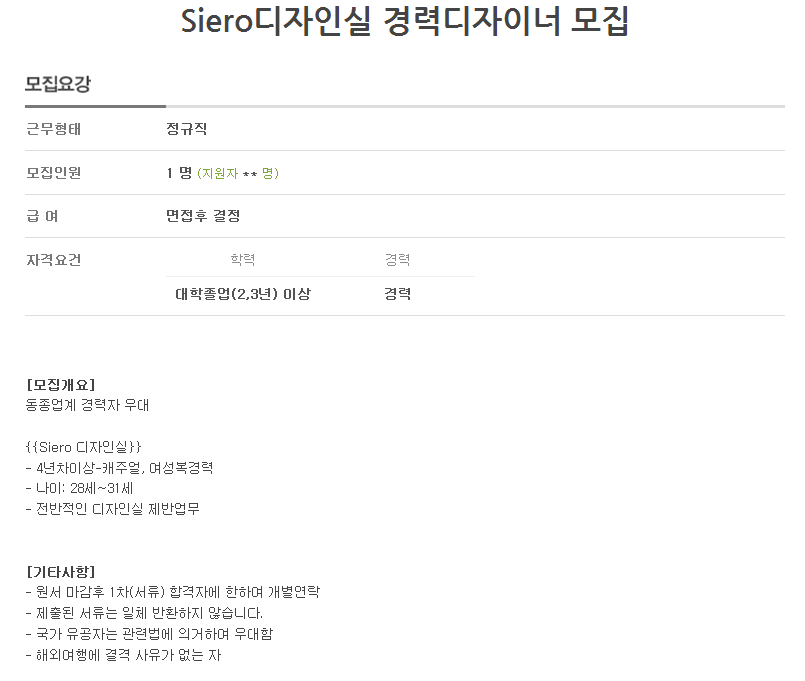 Siero디자인실 경력디자이너 모집
모집요강
근무형태 정규직
모집인원 1 명 (지원자 ** 명)
급 여 면접후 결정
자격요건 학력 경력
대학졸업(2,3년) 이상 경력
[모집개요]
동종업계 경력자 우대
{{Siero 디자인실}}
- 4년차이상-캐주얼, 여성복경력
- 나이: 28세~31세
- 전반적인 디자인실 제반업무
[기타사항]
- 원서 마감후 1차(서류) 합격자에 한하여 개별연락
- 제출된 서류는 일체 반환하지 않습니다.
- 국가 유공자는 관련법에 의거하여 우대함
- 해외여행에 결격 사유가 없는 자